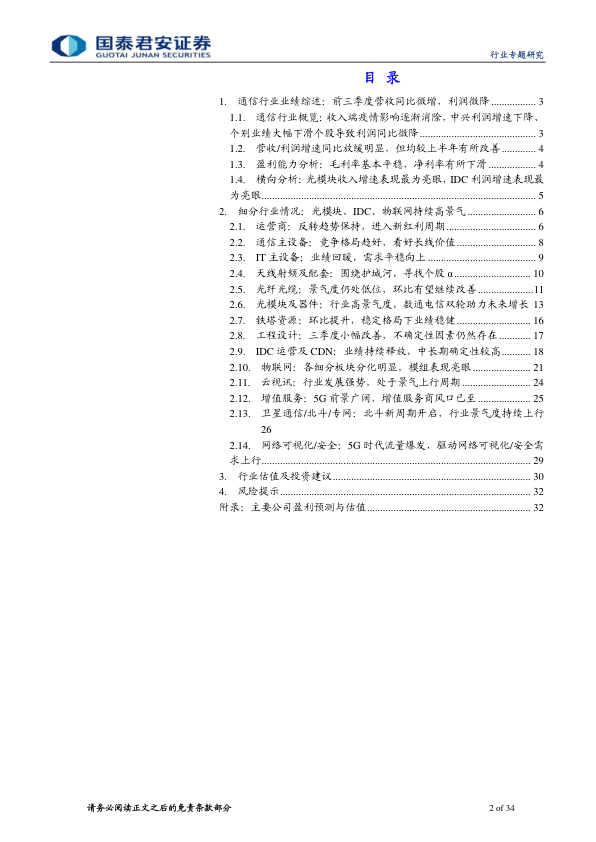 国泰君安证券
GUOTAI JUNAN SECURITIES
行业专题研究
目 录
1. 通信行业业绩综述：前三季度营收同比微增，利润微降 ................. 3
1.1. 通信行业概览：收入端疫情影响逐渐消除，中兴利润增速下降、
个别业绩大幅下滑个股导致利润同比微降 ............................................ 3
1.2. 营收/利润增速同比放缓明显，但均较上半年有所改善 ............. 4
1.3. 盈利能力分析：毛利率基本平稳，净利率有所下滑 .................. 4
1.4. 横向分析：光模块收入增速表现最为亮眼，IDC 利润增速表现最
为亮眼 ........................................................................................................ 5
2. 细分行业情况：光模块、IDC、物联网持续高景气 .......................... 6
2.1. 运营商：反转趋势保持，进入新红利周期 .................................. 6
2.2. 通信主设备：竞争格局趋好，看好长线价值 .............................. 8
2.3. IT 主设备：业绩回暖，需求平稳向上 ......................................... 9
2.4. 天线射频及配套：围绕护城河，寻找个股 α ............................. 10
2.5. 光纤光缆：景气度仍处低位，环比有望继续改善 ..................... 11
2.6. 光模块及器件：行业高景气度，数通电信双轮助力未来增长 13
2.7. 铁塔资源：环比提升，稳定格局下业绩稳健 ............................ 16
2.8. 工程设计：三季度小幅改善，不确定性因素仍然存在 ............ 17
2.9. IDC 运营及 CDN：业绩持续释放，中长期确定性较高 ........... 18
2.10. 物联网：各细分板块分化明显，模组表现亮眼 ...................... 21
2.11. 云视讯：行业发展强势，处于景气上行周期 .......................... 24
2.12. 增值服务：5G 前景广阔，增值服务商风口已至 .................... 25
2.13. 卫星通信/北斗/专网：北斗新周期开启，行业景气度持续上行
26
2.14. 网络可视化/安全：5G 时代流量爆发，驱动网络可视化/安全需
求上行 ...................................................................................................... 29
3. 行业估值及投资建议 ........................................................................... 30
4. 风险提示 ............................................................................................... 32
附录：主要公司盈利预测与估值 .............................................................. 32
请务必阅读正文之后的免责条款部分
2 of 34